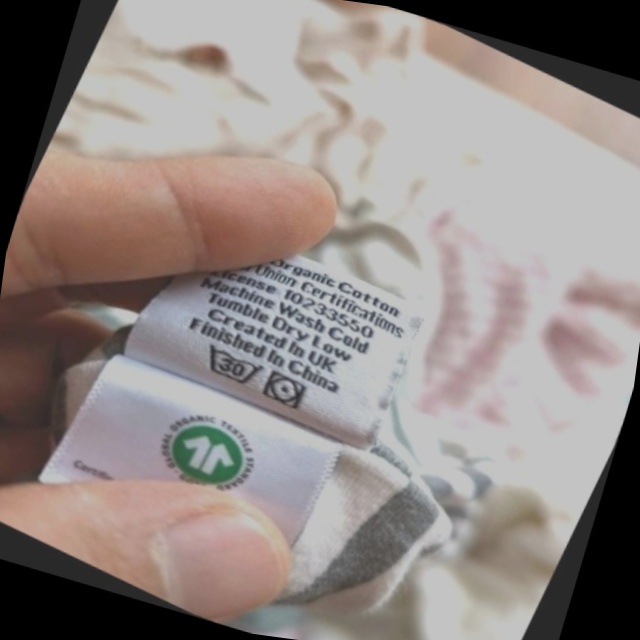 Organic Cotton
Union Certifications
License 10233550
Machine Wash Cold
Tumble Dry Low
Created in UK
Finished in China
30
GLOBAL ORGANIC TEXTILE